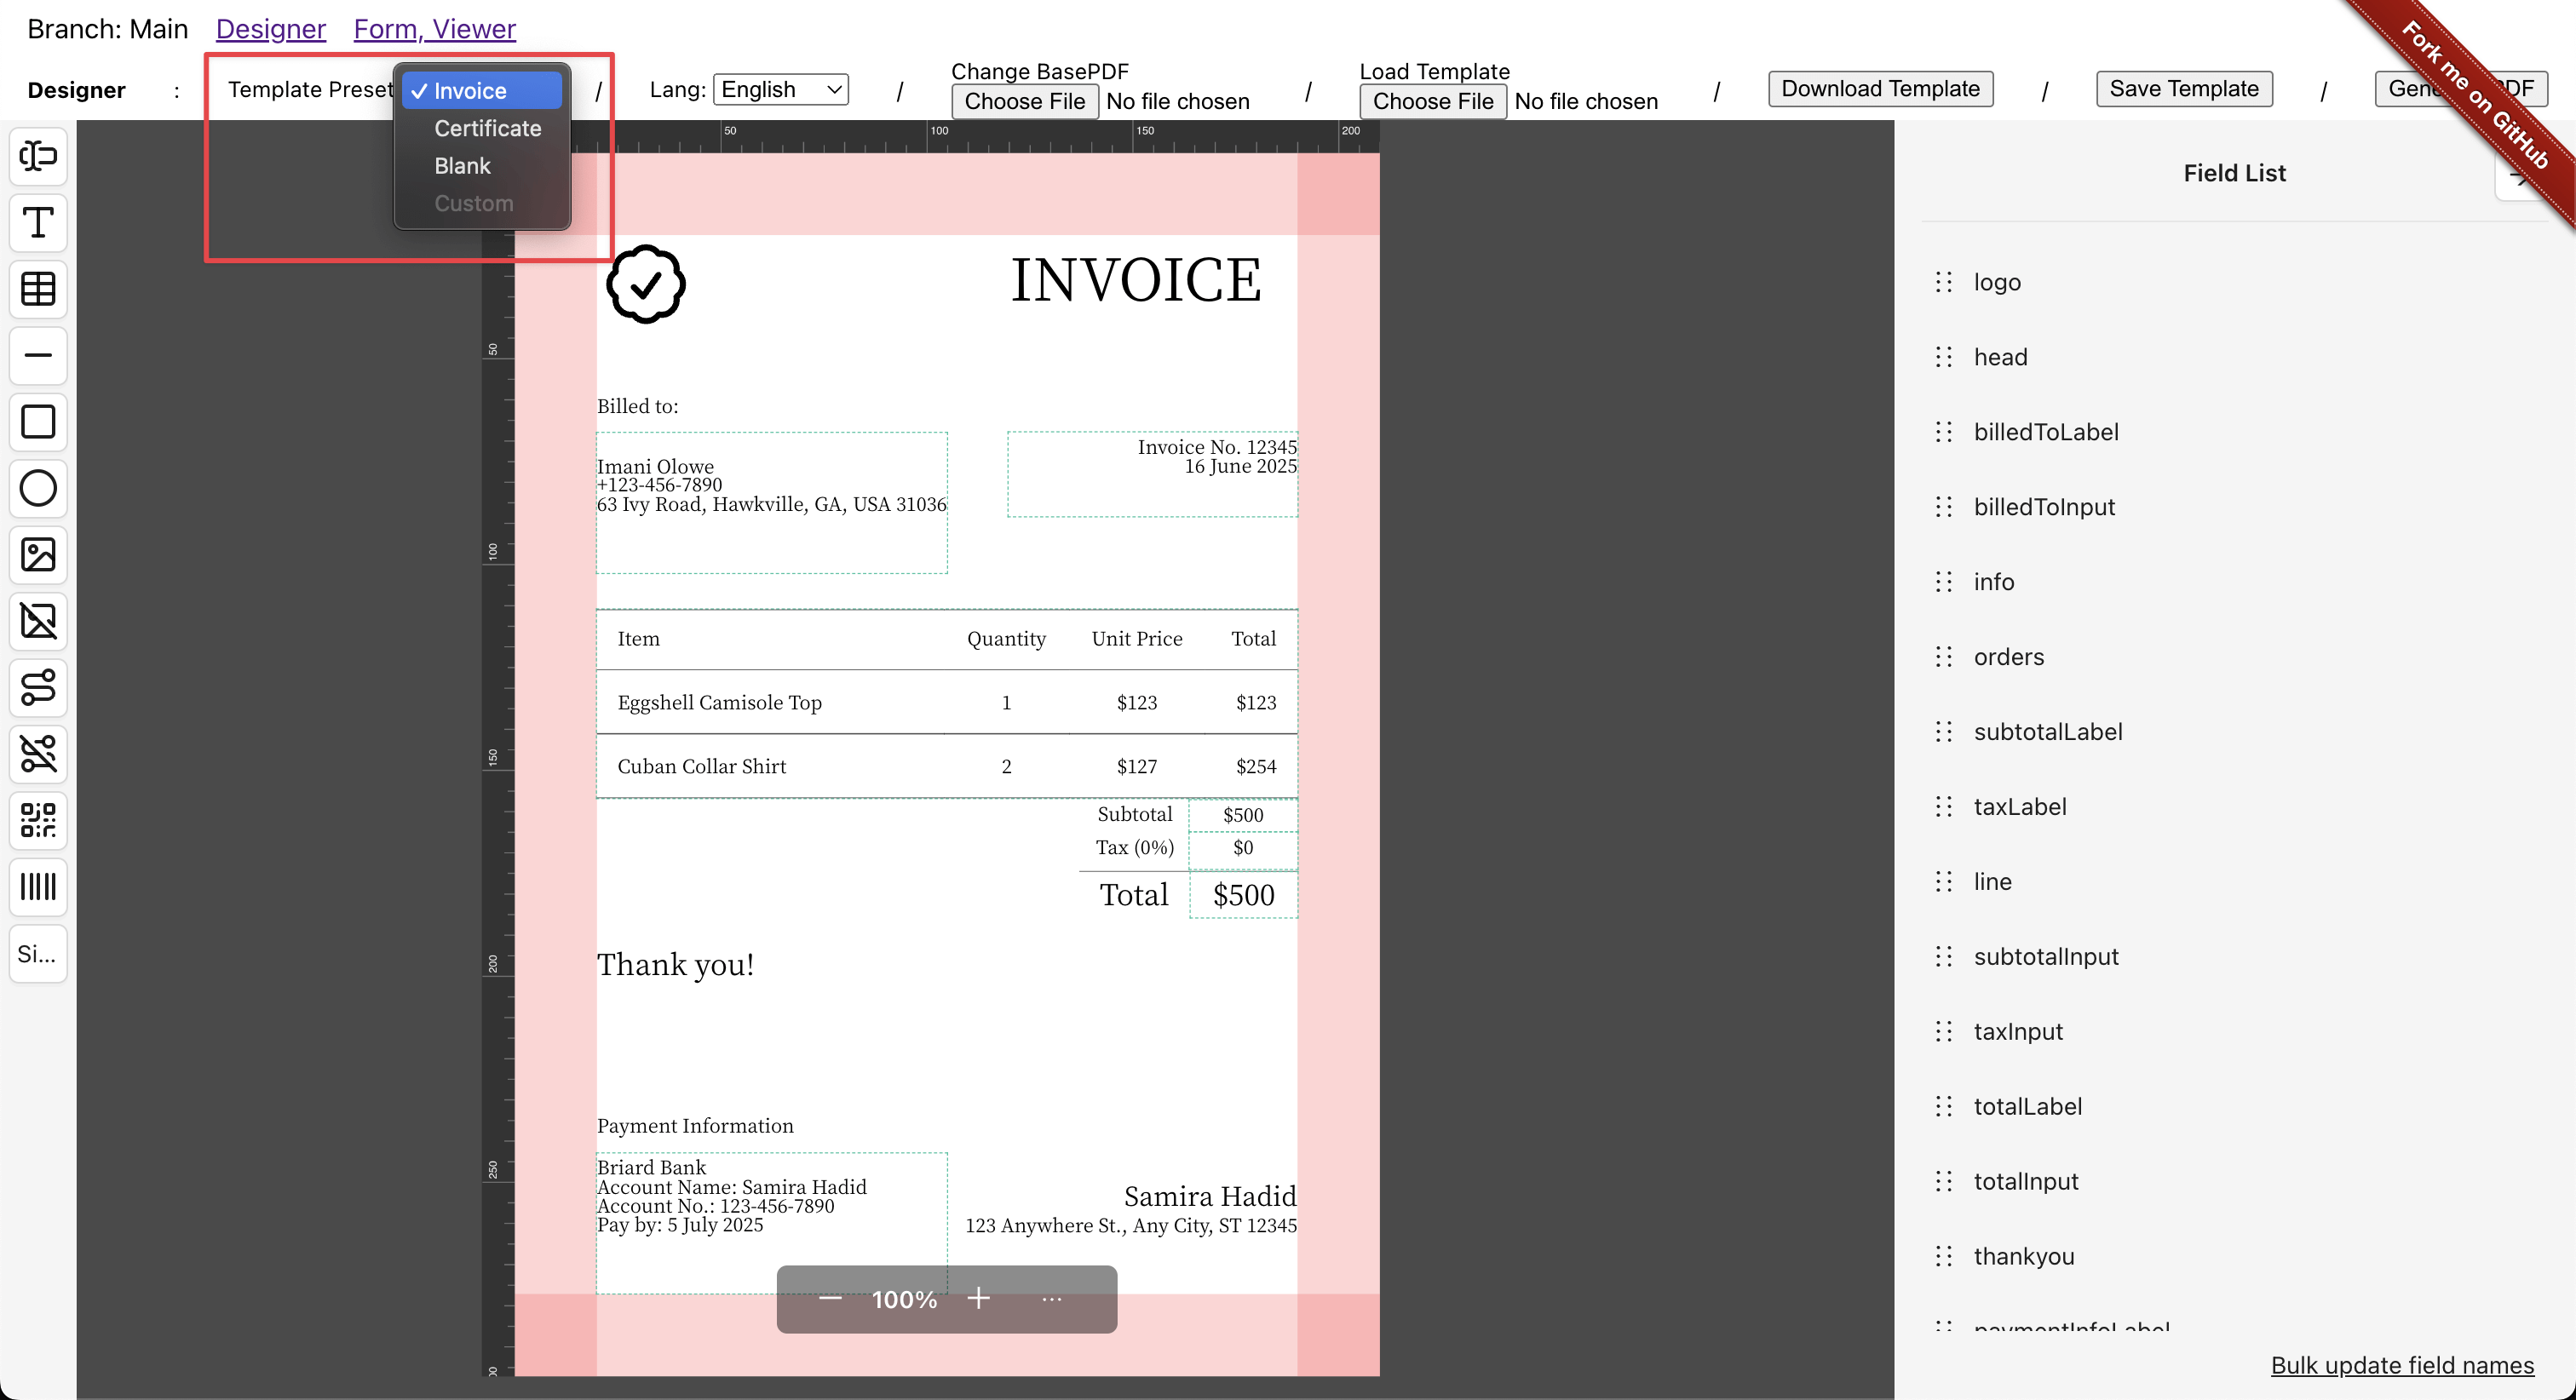 Branch: Main Designer Form, Viewer
Designer : Template Preset ✓ Invoice / Lang: English / Change BasePDF / Load Template / Download Template / Save Template /
Choose File No file chosen
Choose File No file chosen
Certificate
Blank
Custom
Fork me on GitHub
50 100 150 200
Field List
INVOICE
50
Billed to:
Imani Olowe
+123-456-7890
63 Ivy Road, Hawkville, GA, USA 31036
Invoice No. 12345
16 June 2025
100
Item Quantity Unit Price Total
Eggshell Camisole Top 1 $123 $123
150
Cuban Collar Shirt 2 $127 $254
Subtotal $500
Tax (0%) $0
Total $500
200
Thank you!
Payment Information
250
Briard Bank
Account Name: Samira Hadid
Account No.: 123-456-7890
Pay by: 5 July 2025
Samira Hadid
123 Anywhere St., Any City, ST 12345
100%
Si...
logo
head
billedToLabel
billedToInput
info
orders
subtotalLabel
taxLabel
line
subtotalInput
taxInput
totalLabel
totalInput
thankyou
paymentInfoLabel
Bulk update field names